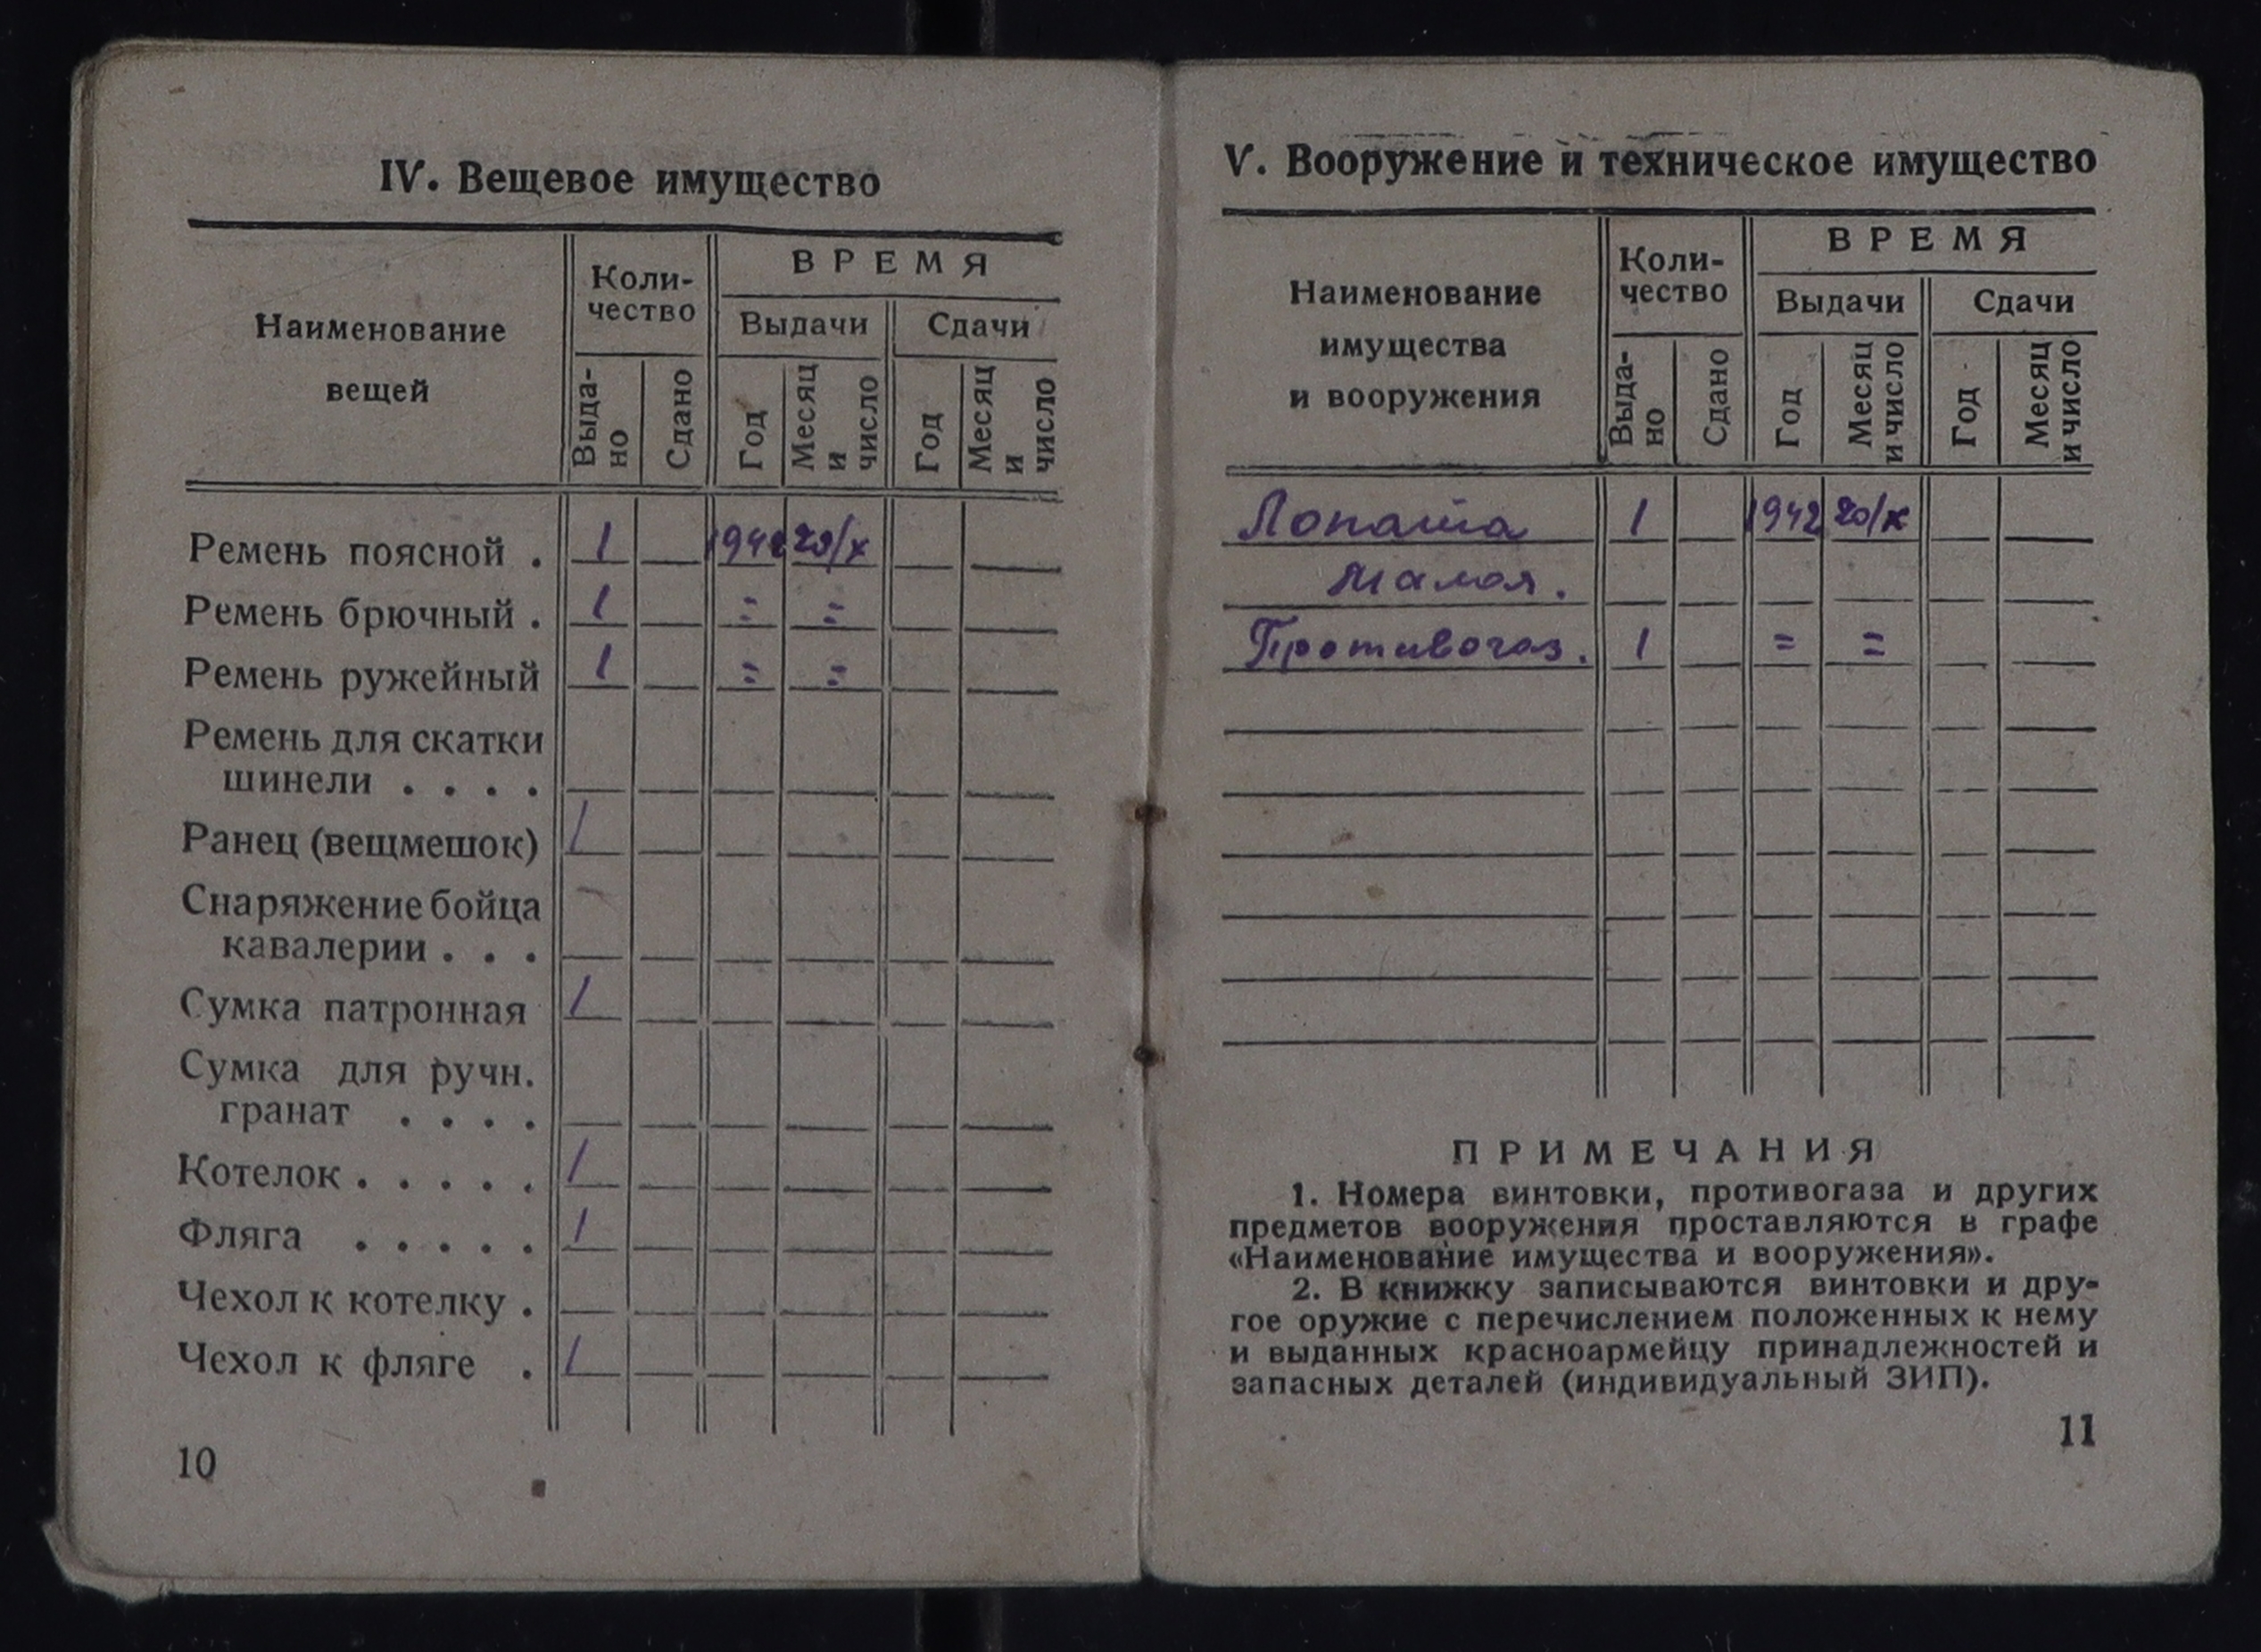 IV. Вещевое имущество
Наименование вещей
Коли-
чество
ВРЕМЯ
Выдачи
Сдачи
Выда-
но
Сдано
Год
Месяц
и
число
Год
Месяц
и
число
Ремень поясной . 1 1942 20/X
Ремень брючный . 1 = =
Ремень ружейный 1 = =
Ремень для скатки
шинели . . . .
Ранец (вещмешок) 1
Снаряжение бойца
кавалерии . . .
Сумка патронная 1
Сумка для ручн.
гранат . . . .
Котелок . . . . . 1
Фляга . . . . . 1
Чехол к котелку .
Чехол к фляге . 1
10
V. Вооружение и техническое имущество
Наименование
имущества
и вооружения
Коли-
чество
ВРЕМЯ
Выдачи
Сдачи
Выда-
но
Сдано
Год
Месяц
и число
Год
Месяц
и число
Лопата 1 1942 20/X
малая.
Противогаз. 1 = =
ПРИМЕЧАНИЯ
1. Номера винтовки, противогаза и других
предметов вооружения проставляются в графе
«Наименование имущества и вооружения».
2. В книжку записываются винтовки и дру-
гое оружие с перечислением положенных к нему
и выданных красноармейцу принадлежностей и
запасных деталей (индивидуальный ЗИП).
11